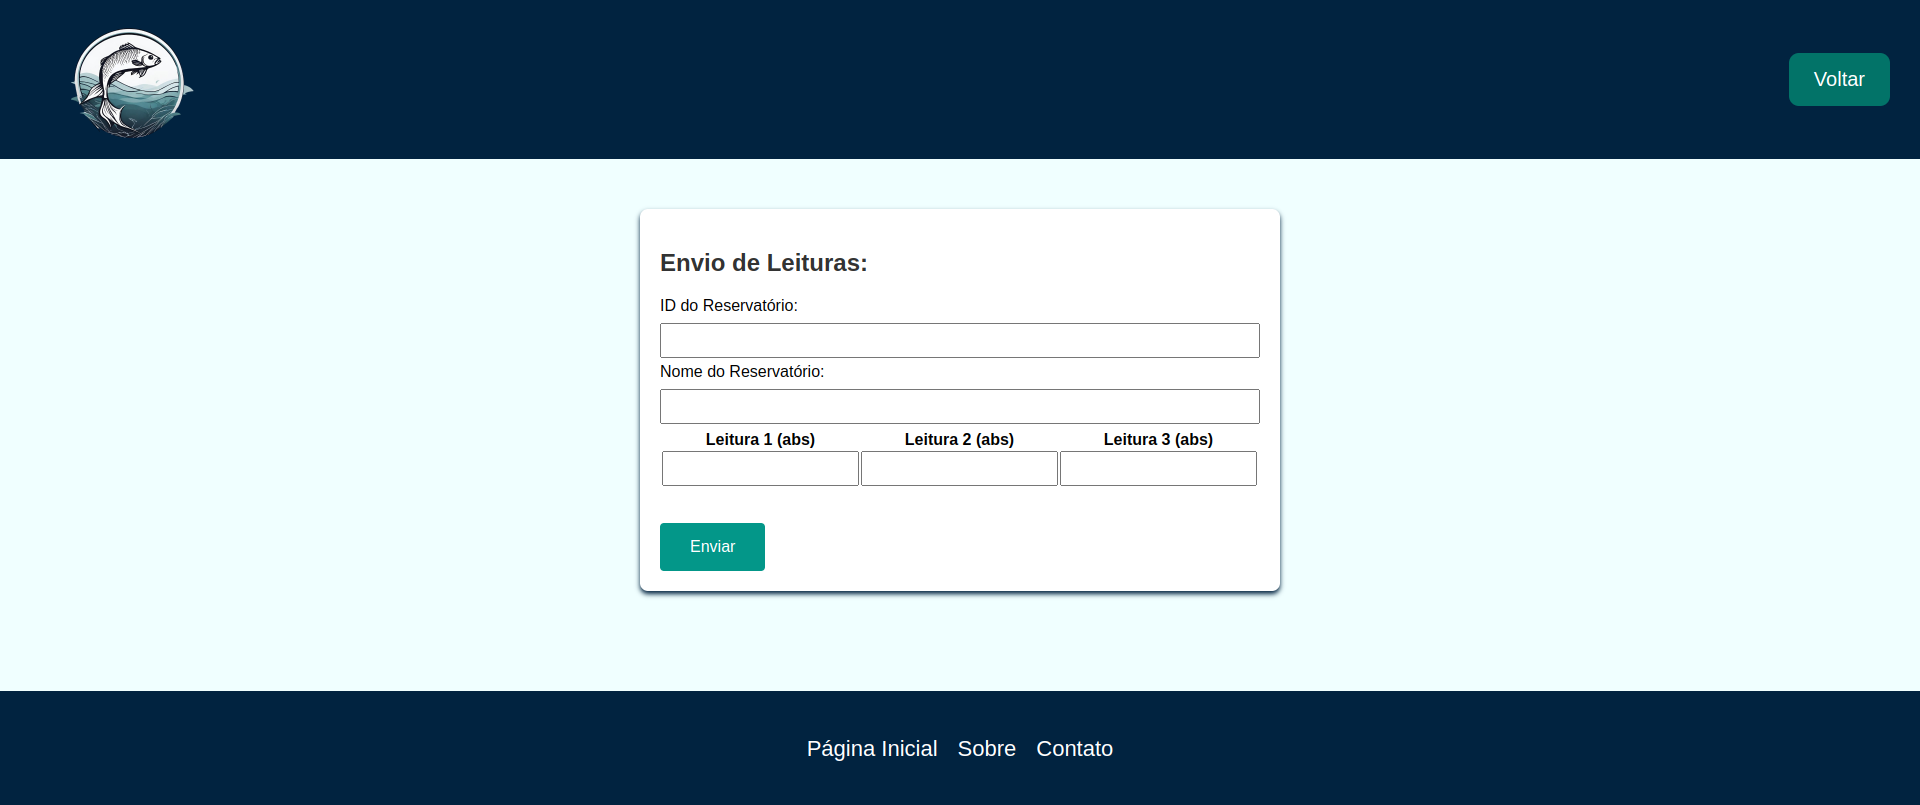 Voltar
Envio de Leituras:
ID do Reservatório:
Nome do Reservatório:
Leitura 1 (abs) Leitura 2 (abs) Leitura 3 (abs)
Enviar
Página Inicial Sobre Contato